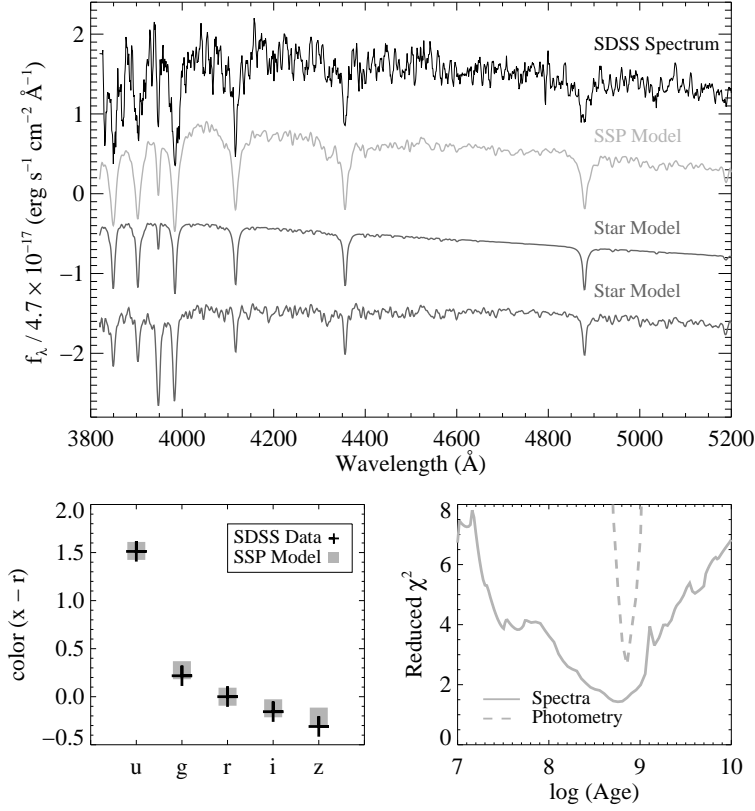 2
1
0
−1
−2
f_λ / 4.7 × 10^−17 (erg s^−1 cm^−2 Å^−1)
SDSS Spectrum
SSP Model
Star Model
Star Model
3800 4000 4200 4400 4600 4800 5000 5200
Wavelength (Å)
2.0
1.5
1.0
0.5
0.0
−0.5
color (x − r)
SDSS Data
SSP Model
u g r i z
8
6
4
2
0
Reduced χ^2
Spectra
Photometry
7 8 9 10
log (Age)